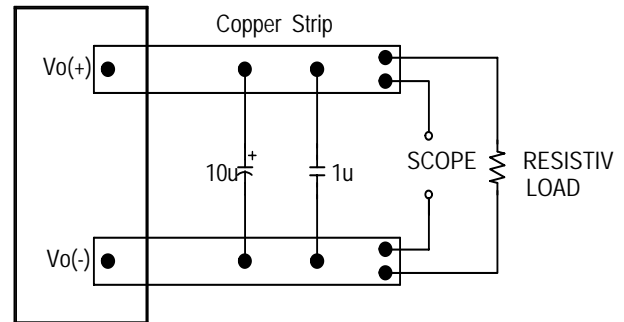 Copper Strip
Vo(+)
10u
+
1u
SCOPE
RESISTIV
LOAD
Vo(-)